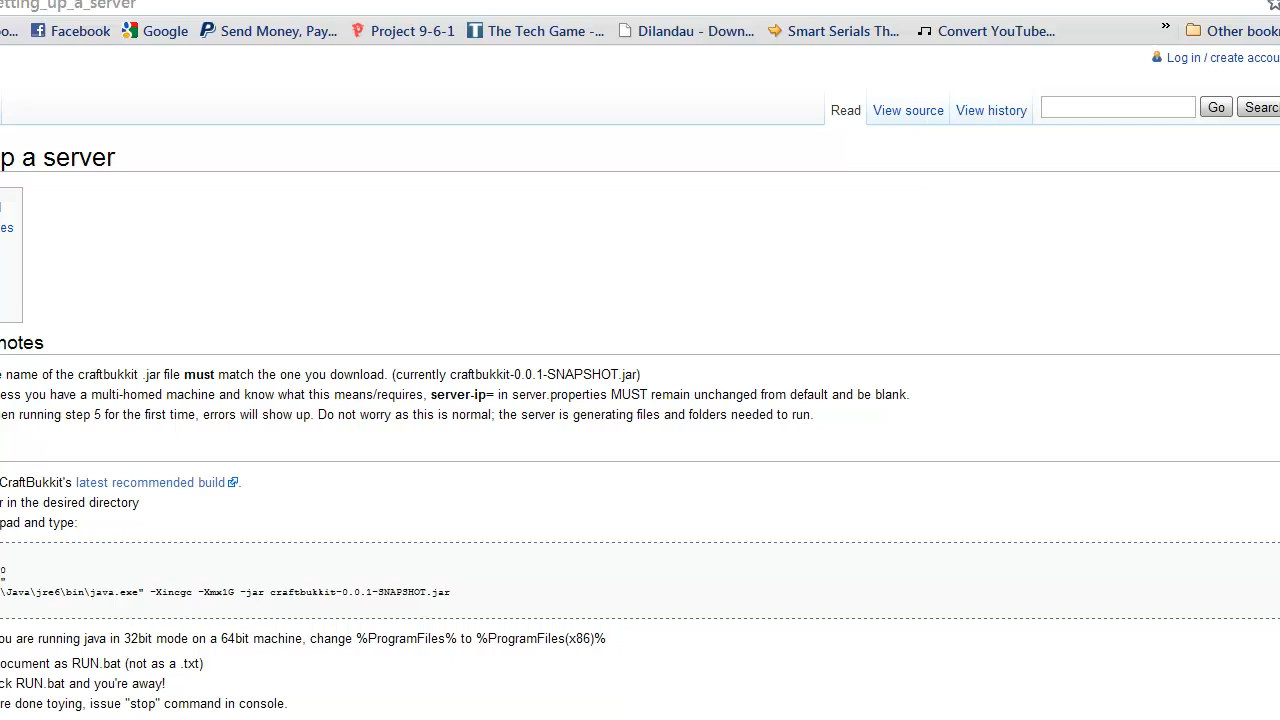 etting_up_a_server
o... Facebook Google Send Money, Pay... Project 9-6-1 The Tech Game -... Dilandau - Down... Smart Serials Th... Convert YouTube... » Other book
Log in / create accou
Read View source View history Go Searc
p a server
es
notes
e name of the craftbukkit .jar file must match the one you download. (currently craftbukkit-0.0.1-SNAPSHOT.jar)
ess you have a multi-homed machine and know what this means/requires, server-ip= in server.properties MUST remain unchanged from default and be blank.
en running step 5 for the first time, errors will show up. Do not worry as this is normal; the server is generating files and folders needed to run.
CraftBukkit's latest recommended build.
r in the desired directory
pad and type:
o
"
\Java\jre6\bin\java.exe" -Xincgc -Xmx1G -jar craftbukkit-0.0.1-SNAPSHOT.jar
ou are running java in 32bit mode on a 64bit machine, change %ProgramFiles% to %ProgramFiles(x86)%
ocument as RUN.bat (not as a .txt)
ck RUN.bat and you're away!
re done toying, issue "stop" command in console.